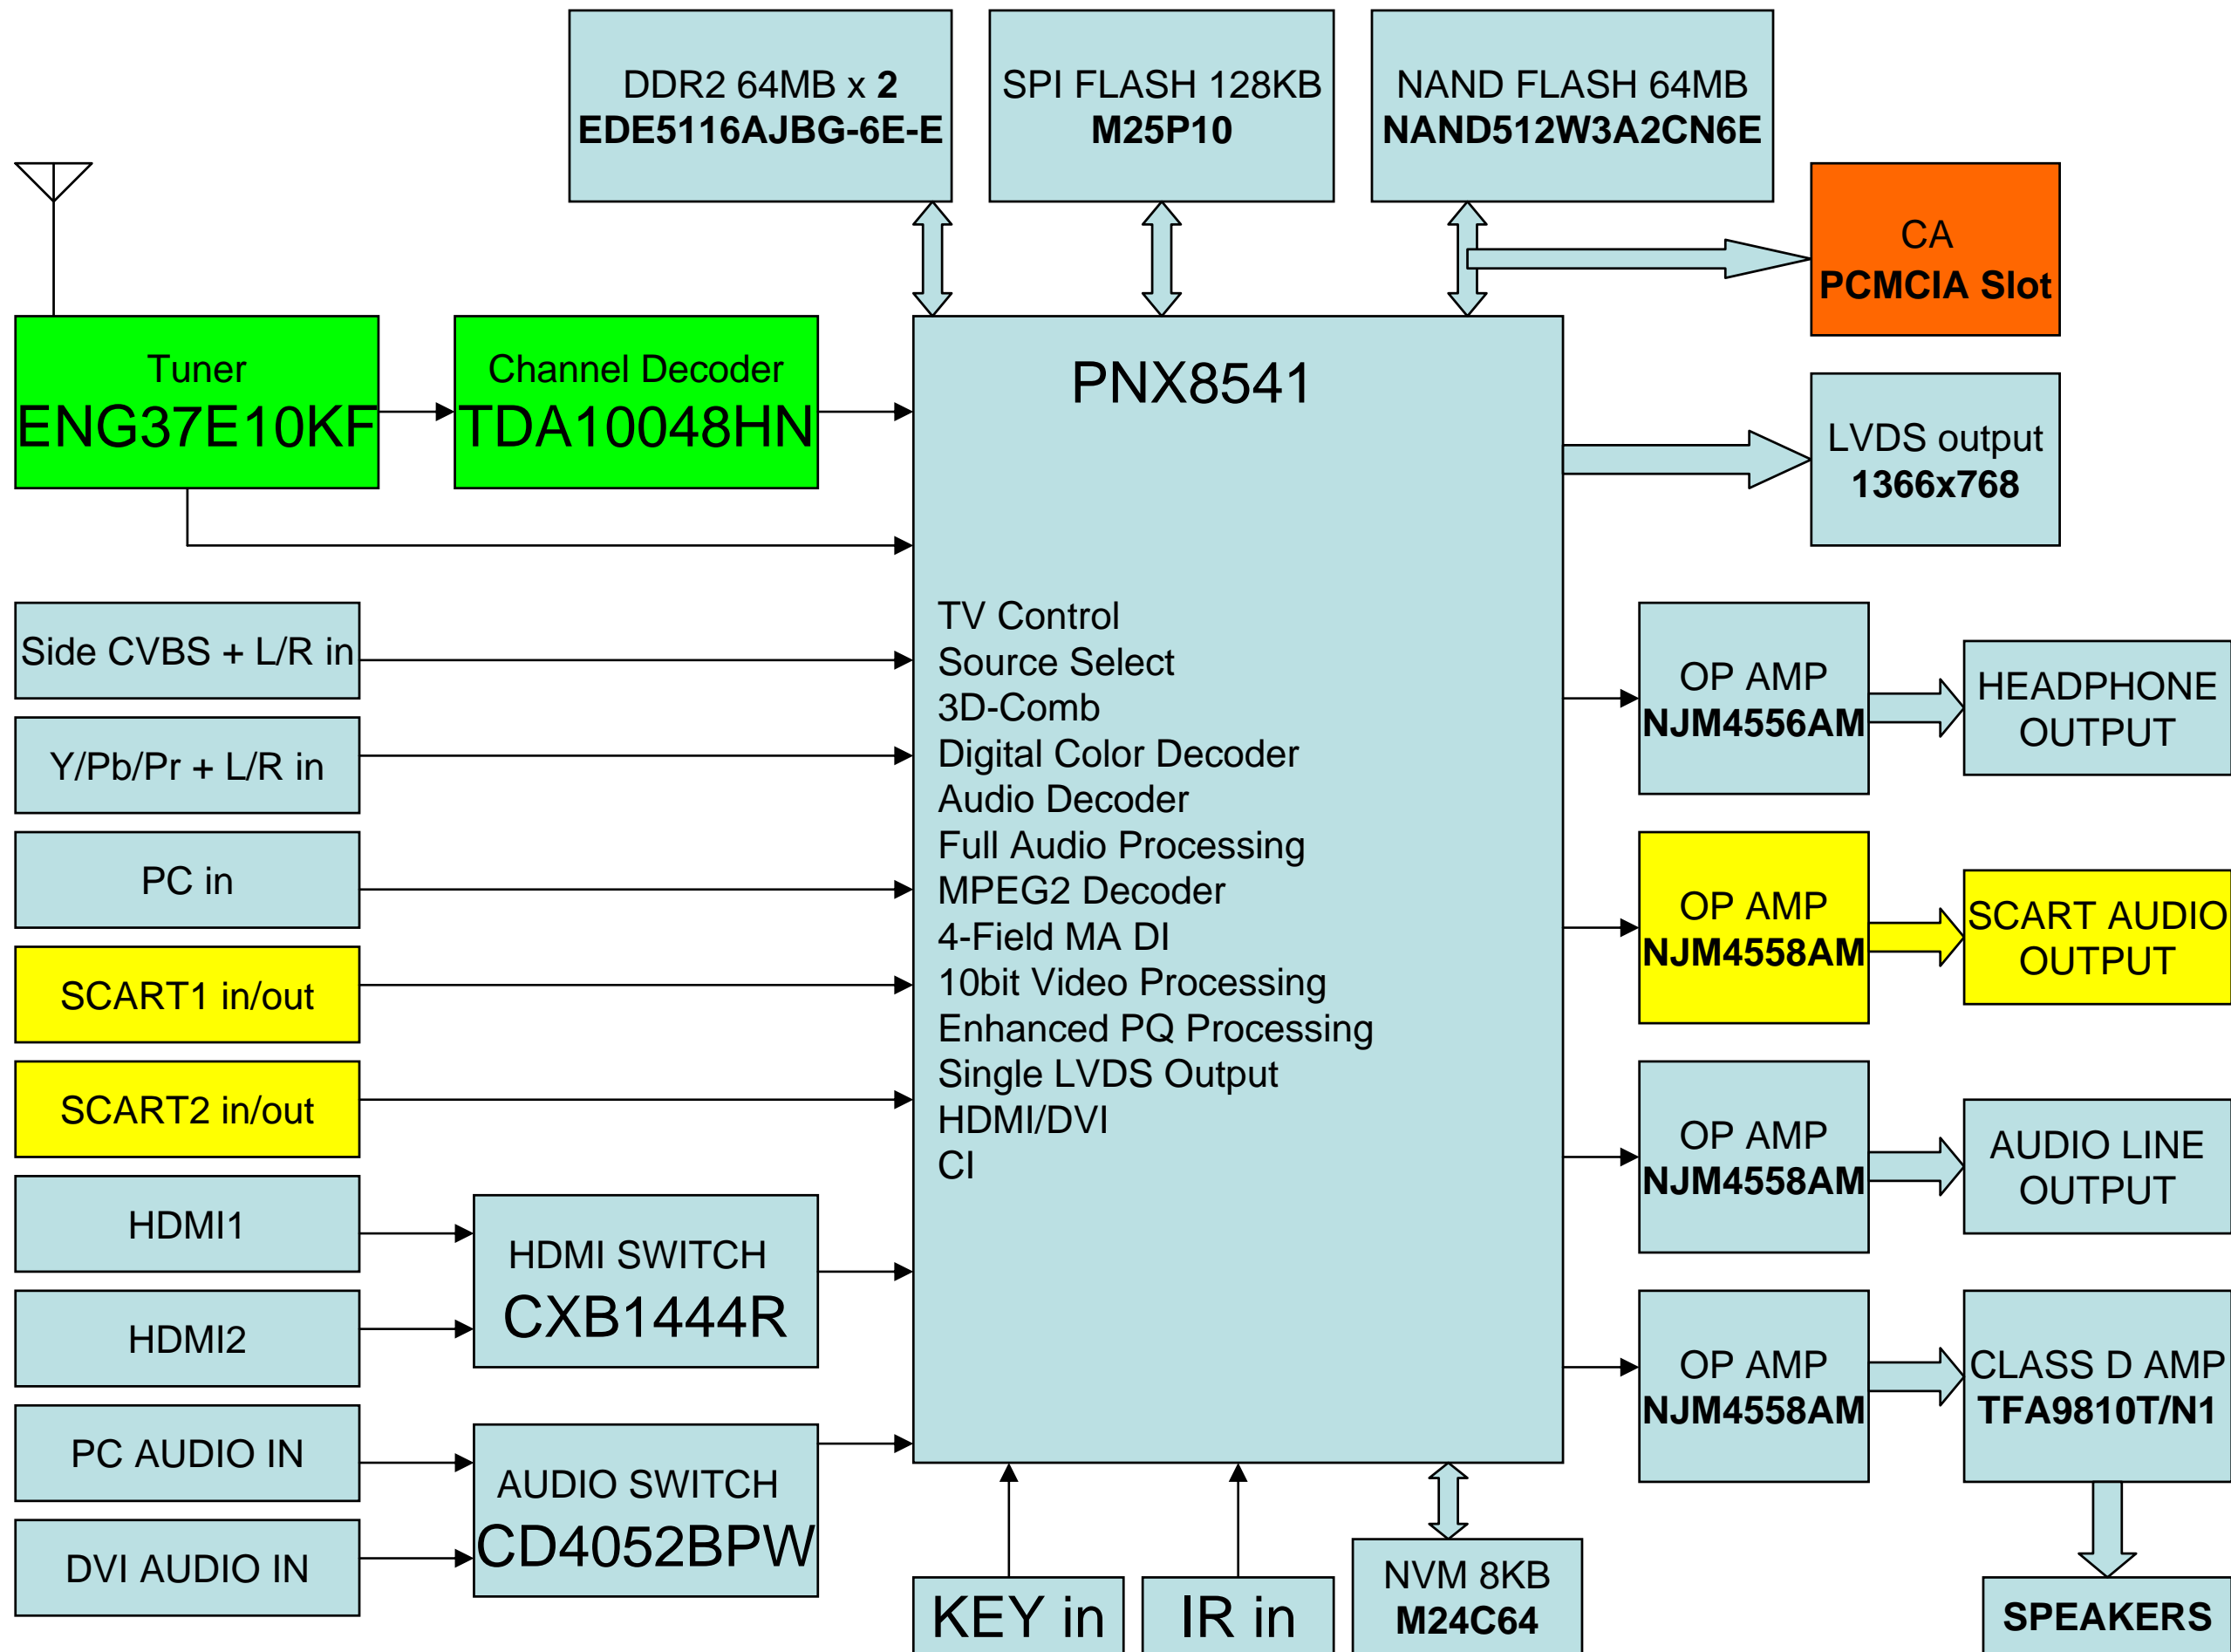 DDR2 64MB x 2
EDE5116AJBG-6E-E
SPI FLASH 128KB
M25P10
NAND FLASH 64MB
NAND512W3A2CN6E
CA
PCMCIA Slot
Tuner
ENG37E10KF
Channel Decoder
TDA10048HN
PNX8541
LVDS output
1366x768
TV Control
Source Select
3D-Comb
Digital Color Decoder
Audio Decoder
Full Audio Processing
MPEG2 Decoder
4-Field MA DI
10bit Video Processing
Enhanced PQ Processing
Single LVDS Output
HDMI/DVI
CI
Side CVBS + L/R in
Y/Pb/Pr + L/R in
PC in
SCART1 in/out
SCART2 in/out
HDMI1
HDMI2
PC AUDIO IN
DVI AUDIO IN
HDMI SWITCH
CXB1444R
AUDIO SWITCH
CD4052BPW
OP AMP
NJM4556AM
HEADPHONE
OUTPUT
OP AMP
NJM4558AM
SCART AUDIO
OUTPUT
OP AMP
NJM4558AM
AUDIO LINE
OUTPUT
OP AMP
NJM4558AM
CLASS D AMP
TFA9810T/N1
KEY in
IR in
NVM 8KB
M24C64
SPEAKERS